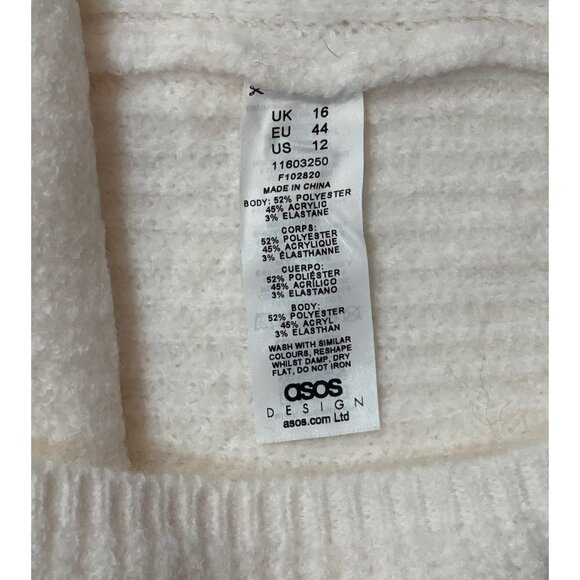 UK 16
EU 44
US 12
11603250
F102820
MADE IN CHINA
BODY: 52% POLYESTER
45% ACRYLIC
3% ELASTANE
CORPS:
52% POLYESTER
45% ACRYLIQUE
3% ÉLASTHANNE
CUERPO:
52% POLIÉSTER
45% ACRÍLICO
3% ELASTANO
BODY:
52% POLYESTER
45% ACRYL
3% ELASTHAN
WASH WITH SIMILAR
COLOURS, RESHAPE
WHILST DAMP, DRY
FLAT, DO NOT IRON
asos
DESIGN
asos.com Ltd